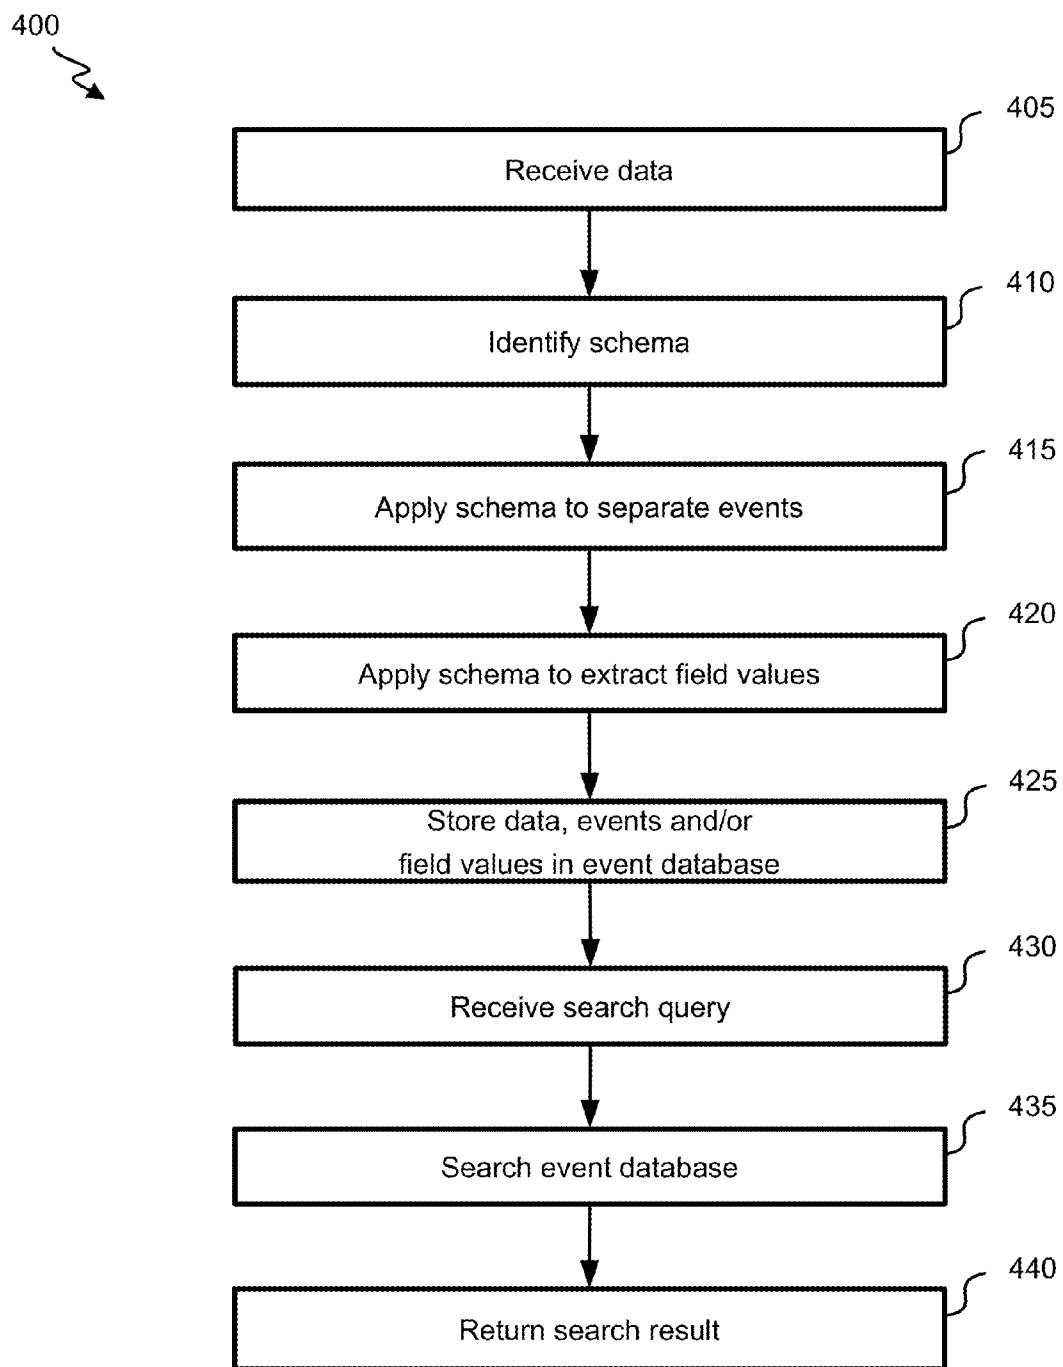 400
405
Receive data
410
Identify schema
415
Apply schema to separate events
420
Apply schema to extract field values
425
Store data, events and/or
field values in event database
430
Receive search query
435
Search event database
440
Return search result